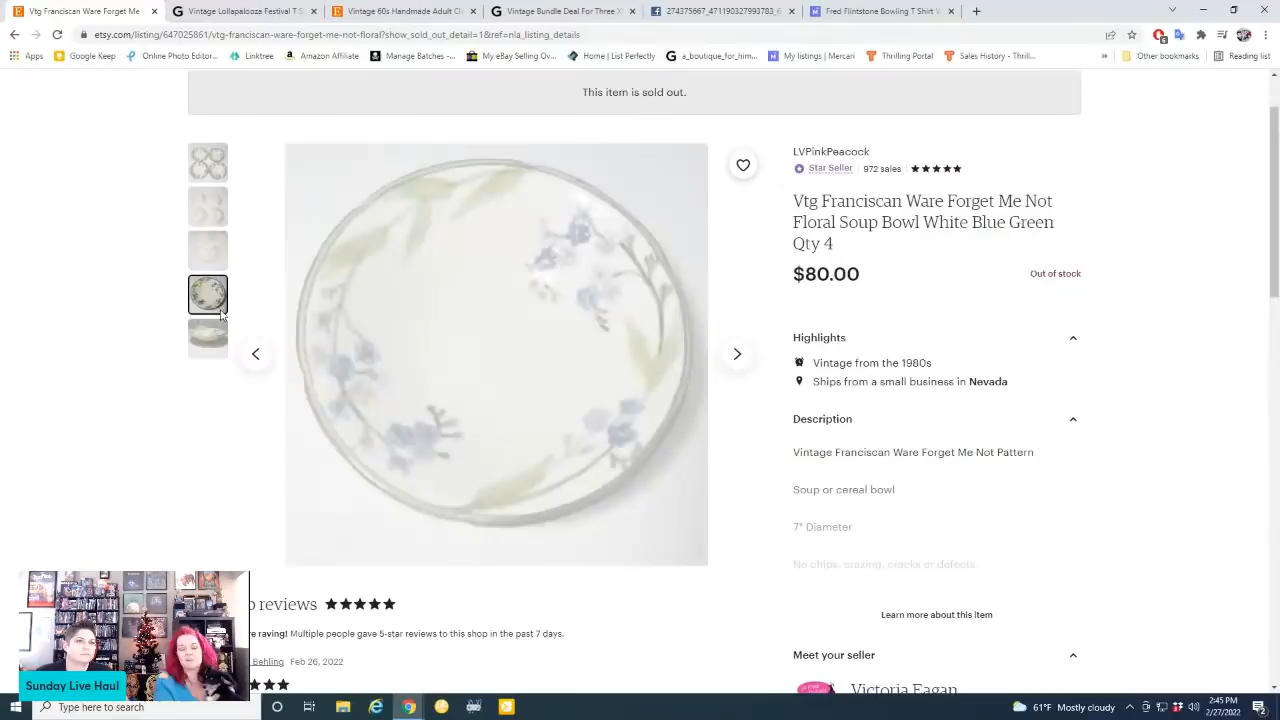 Vintage Franciscan Ware Forget M
Vintage Lollapalooza Festival T S
Vintage 60s Handmade Adult Clo
Vintage Bundle Deal For Three X
274375667_471190327993783_6
Fred Flintstone Bowling T Shirt V
etsy.com/listing/647025861/vtg-franciscan-ware-forget-me-not-floral?show_sold_out_detail=1&ref=nla_listing_details
Apps
Google Keep
Online Photo Editor...
Linktree
Amazon Affiliate
Manage Batches -...
My eBay Selling Ov...
Home | List Perfectly
a_boutique_for_him...
My Listings | Mercari
Thrilling Portal
Sales History - Thrill...
»
Other bookmarks
Reading list
This item is sold out.
LVPinkPeacock
Star Seller | 972 sales | ★★★★★
Vtg Franciscan Ware Forget Me Not
Floral Soup Bowl White Blue Green
Qty 4
$80.00
Out of stock
Highlights
Vintage from the 1980s
Ships from a small business in Nevada
Description
Vintage Franciscan Ware Forget Me Not Pattern
Soup or cereal bowl
7" Diameter
No chips, crazing, cracks or defects.
Learn more about this item
Meet your seller
Victoria Eagan
reviews ★★★★★
raving! Multiple people gave 5-star reviews to this shop in the past 7 days.
Behling Feb 26, 2022
Sunday Live Haul
Type here to search
61°F Mostly cloudy
2:45 PM
2/27/2022